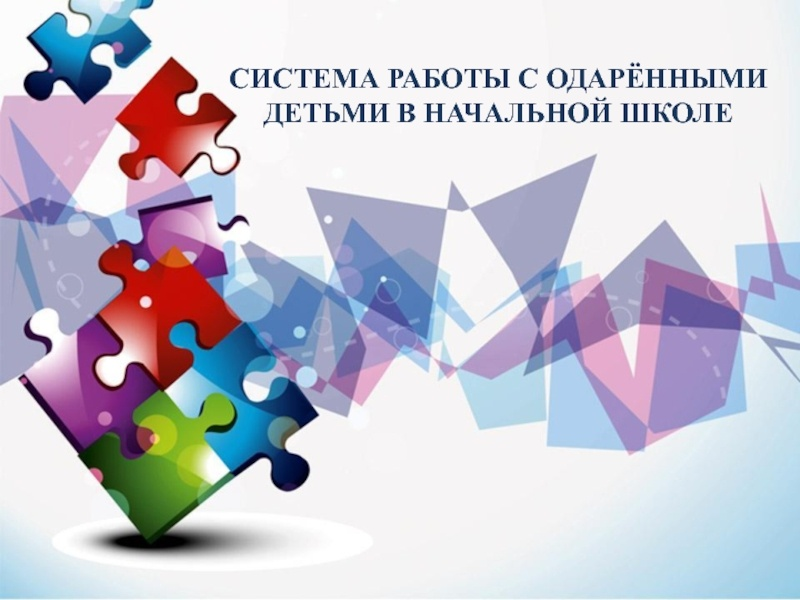 СИСТЕМА РАБОТЫ С ОДАРЁННЫМИ
ДЕТЬМИ В НАЧАЛЬНОЙ ШКОЛЕ